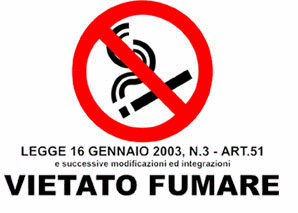 LEGGE 16 GENNAIO 2003, N.3 - ART.51
e successive modificazioni ed integrazioni
VIETATO FUMARE